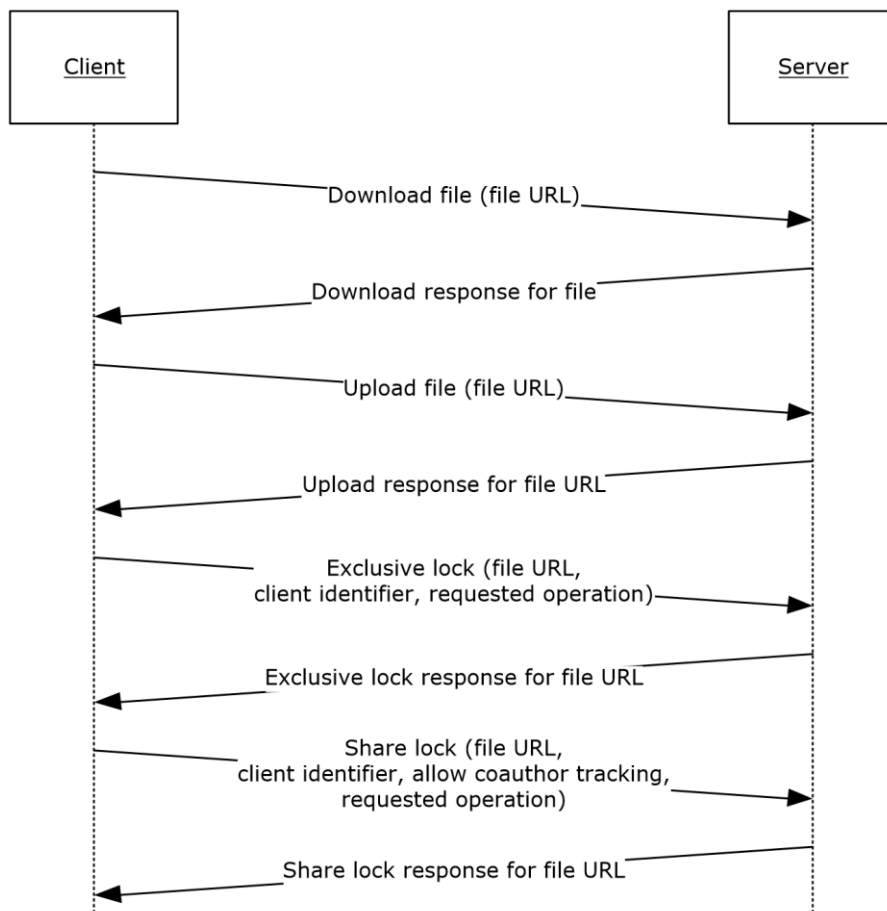 Client
Server
Download file (file URL)
Download response for file
Upload file (file URL)
Upload response for file URL
Exclusive lock (file URL,
client identifier, requested operation)
Exclusive lock response for file URL
Share lock (file URL,
client identifier, allow coauthor tracking,
requested operation)
Share lock response for file URL